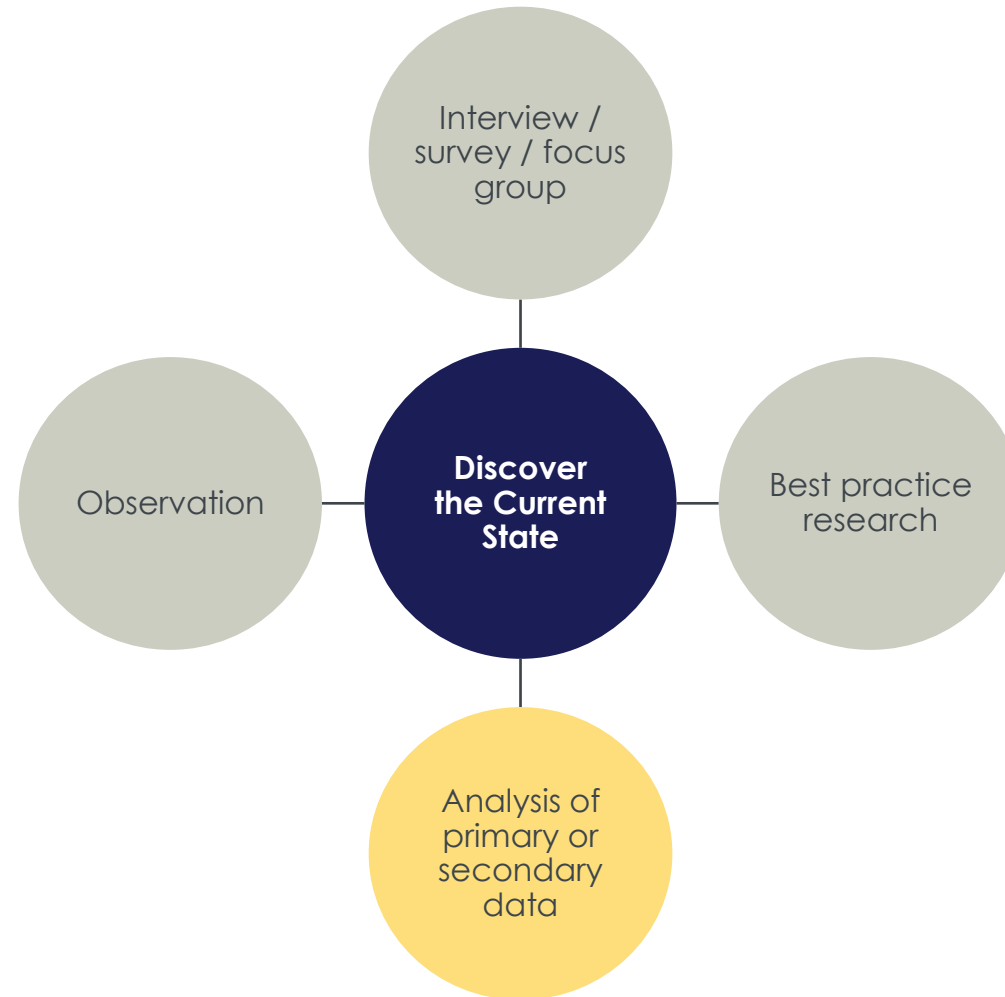 Interview /
survey / focus
group
Observation
Discover
the Current
State
Best practice
research
Analysis of
primary or
secondary
data